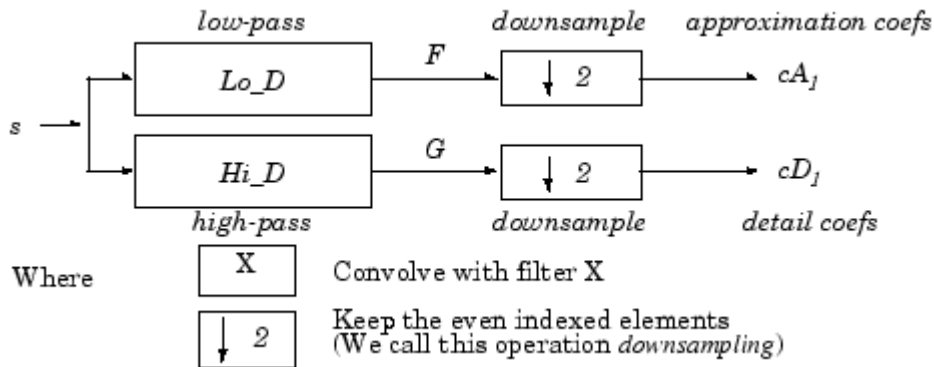 low-pass downsample approximation coefs
Lo_D F ↓ 2 cA₁
s
Hi_D G ↓ 2 cD₁
high-pass downsample detail coefs
Where X Convolve with filter X
↓ 2 Keep the even indexed elements
(We call this operation downsampling)